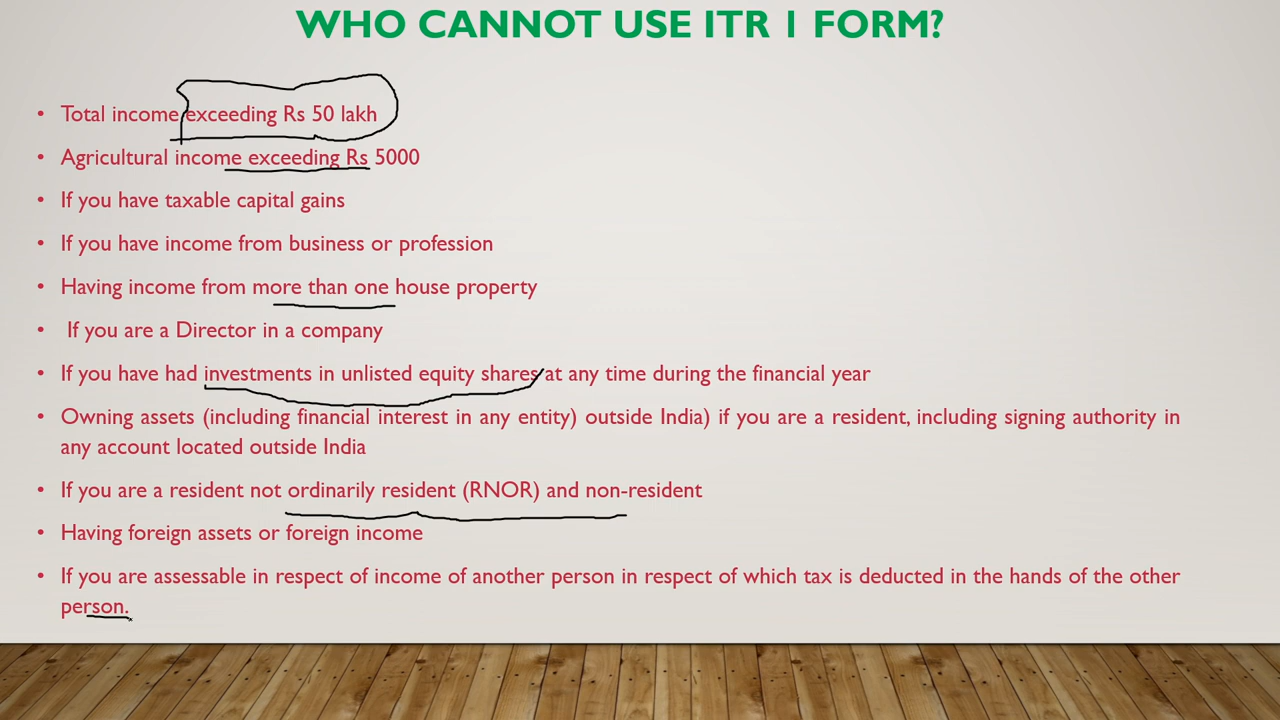 WHO CANNOT USE ITR 1 FORM?
• Total income exceeding Rs 50 lakh
• Agricultural income exceeding Rs 5000
• If you have taxable capital gains
• If you have income from business or profession
• Having income from more than one house property
• If you are a Director in a company
• If you have had investments in unlisted equity shares at any time during the financial year
• Owning assets (including financial interest in any entity) outside India) if you are a resident, including signing authority in
any account located outside India
• If you are a resident not ordinarily resident (RNOR) and non-resident
• Having foreign assets or foreign income
• If you are assessable in respect of income of another person in respect of which tax is deducted in the hands of the other
person.